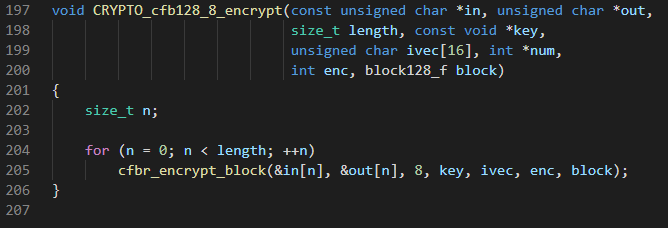 197 void CRYPTO_cfb128_8_encrypt(const unsigned char *in, unsigned char *out,
198                              size_t length, const void *key,
199                              unsigned char ivec[16], int *num,
200                              int enc, block128_f block)
201 {
202     size_t n;
203
204     for (n = 0; n < length; ++n)
205         cfbr_encrypt_block(&in[n], &out[n], 8, key, ivec, enc, block);
206 }
207